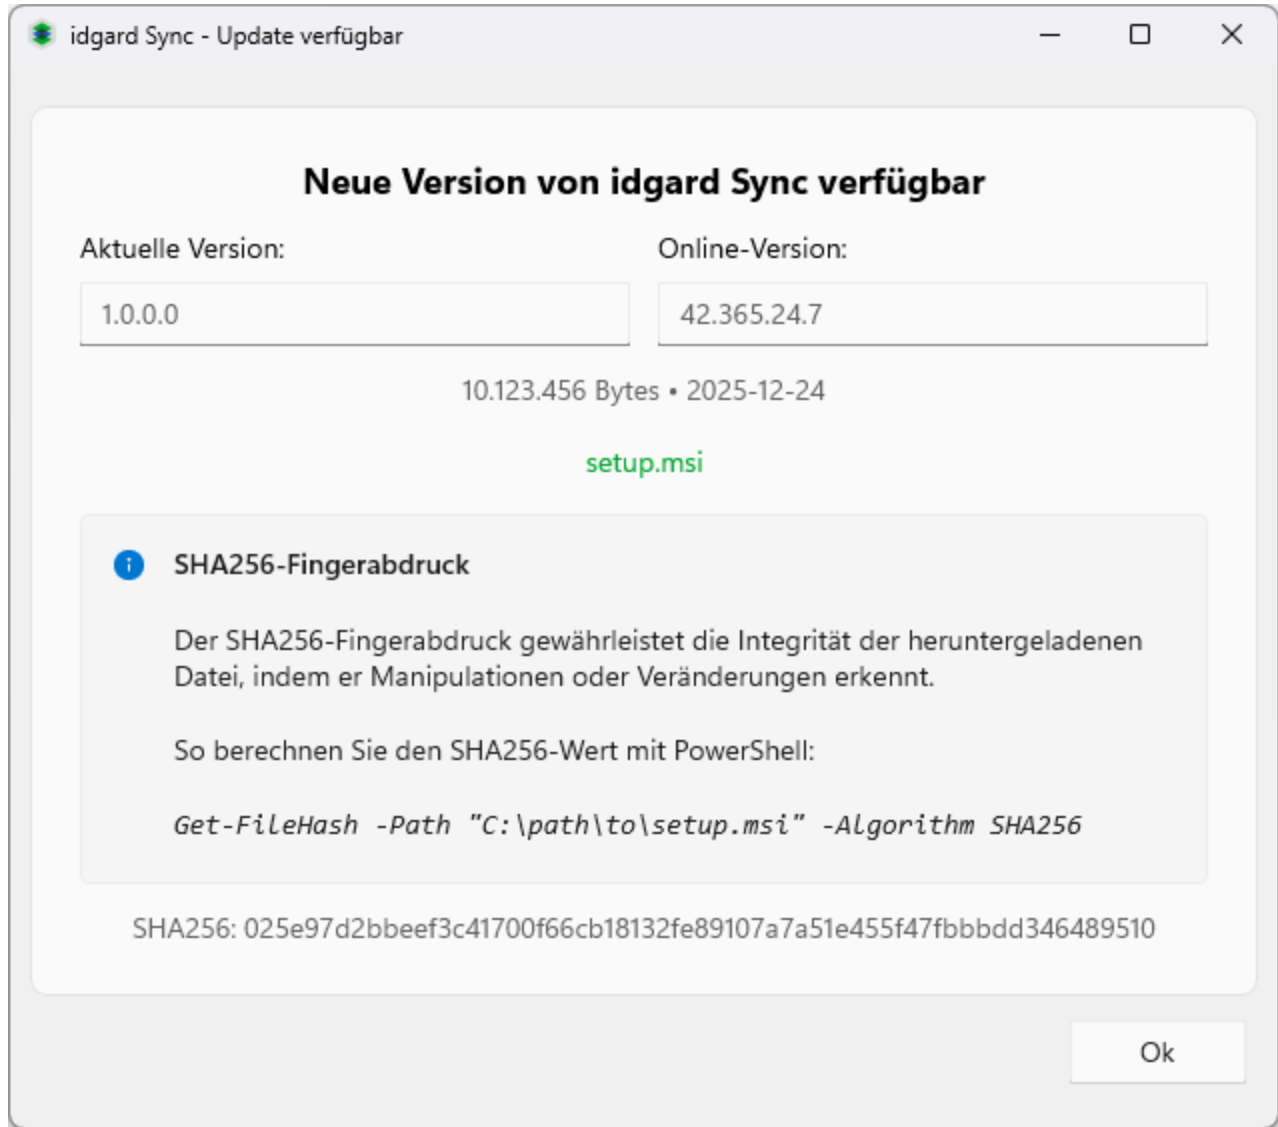 idgard Sync - Update verfügbar
Neue Version von idgard Sync verfügbar
Aktuelle Version:
Online-Version:
1.0.0.0
42.365.24.7
10.123.456 Bytes • 2025-12-24
setup.msi
SHA256-Fingerabdruck
Der SHA256-Fingerabdruck gewährleistet die Integrität der heruntergeladenen
Datei, indem er Manipulationen oder Veränderungen erkennt.
So berechnen Sie den SHA256-Wert mit PowerShell:
Get-FileHash -Path "C:\path\to\setup.msi" -Algorithm SHA256
SHA256: 025e97d2bbeef3c41700f66cb18132fe89107a7a51e455f47fbbbdd346489510
Ok